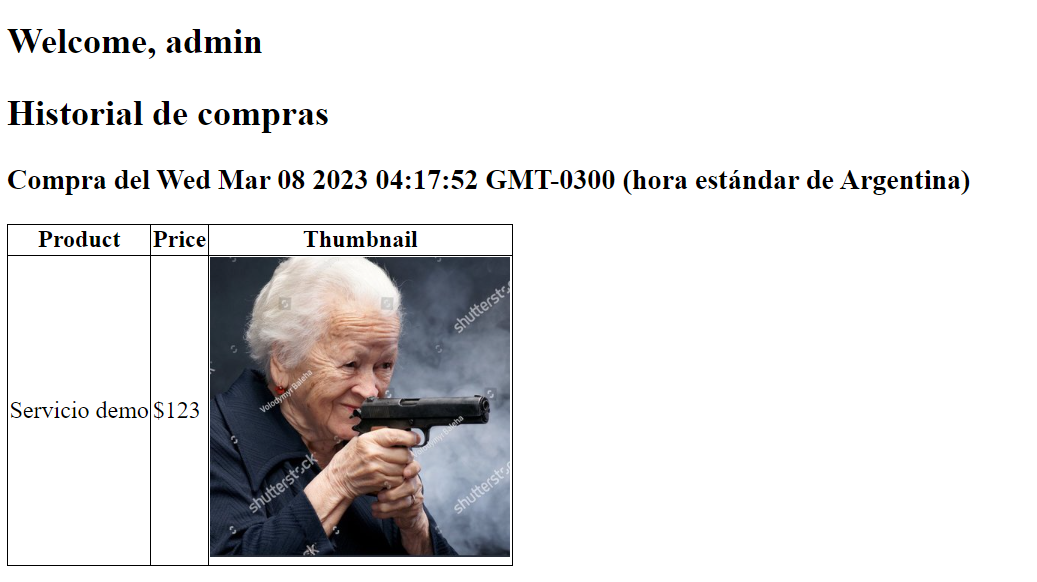 Welcome, admin
Historial de compras
Compra del Wed Mar 08 2023 04:17:52 GMT-0300 (hora estándar de Argentina)
Product Price Thumbnail
Servicio demo $123
shutterstock
Volodymyr Baleha
shutterstock
shutterstock